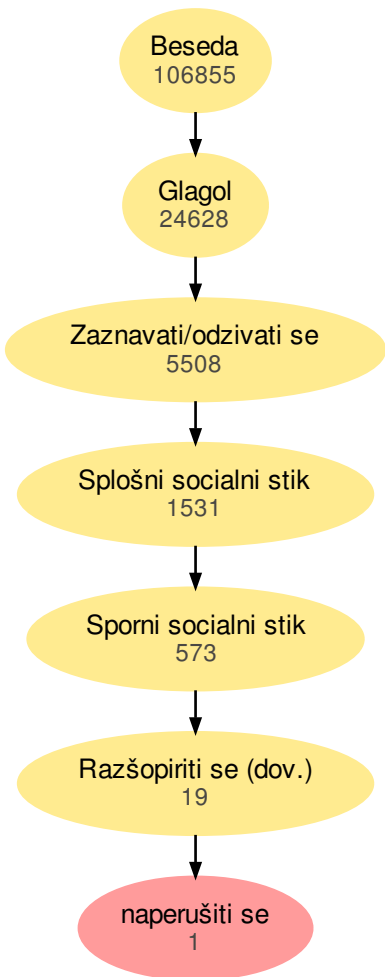 Beseda
106855
Glagol
24628
Zaznavati/odzivati se
5508
Splošni socialni stik
1531
Sporni socialni stik
573
Razšopiriti se (dov.)
19
naperušiti se
1